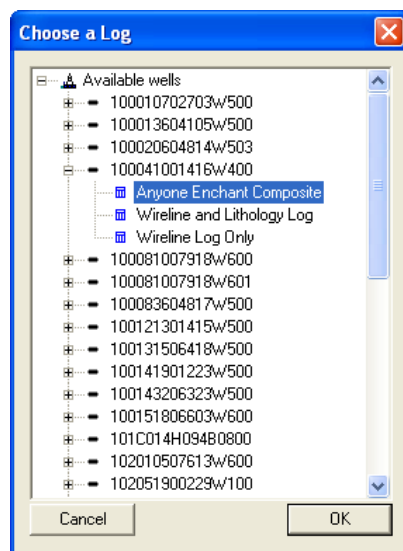 Choose a Log
Available wells
100010702703W500
100013604105W500
100020604814W503
100041001416W400
Anyone Enchant Composite
Wireline and Lithology Log
Wireline Log Only
100081007918W600
100081007918W601
100083604817W500
100121301415W500
100131506418W500
100141901223W500
100143206323W500
100151806603W600
101C014H094B0800
102010507613W600
102051900229W100
Cancel
OK